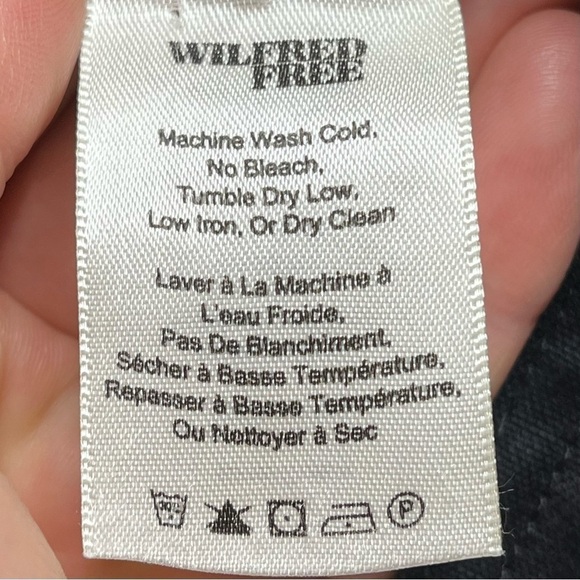 WILFRED
FREE
Machine Wash Cold,
No Bleach,
Tumble Dry Low,
Low Iron, Or Dry Clean
Laver à La Machine à
L'eau Froide,
Pas De Blanchiment,
Sécher à Basse Température,
Repasser à Basse Température,
Ou Nettoyer à Sec
P